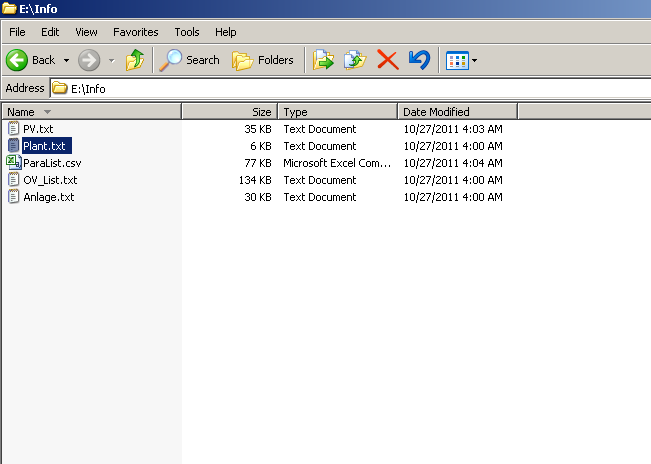 E:\Info
File Edit View Favorites Tools Help
Back Search Folders
Address E:\Info
Name Size Type Date Modified
PV.txt 35 KB Text Document 10/27/2011 4:03 AM
Plant.txt 6 KB Text Document 10/27/2011 4:00 AM
ParaList.csv 77 KB Microsoft Excel Com... 10/27/2011 4:04 AM
OV_List.txt 134 KB Text Document 10/27/2011 4:00 AM
Anlage.txt 30 KB Text Document 10/27/2011 4:00 AM